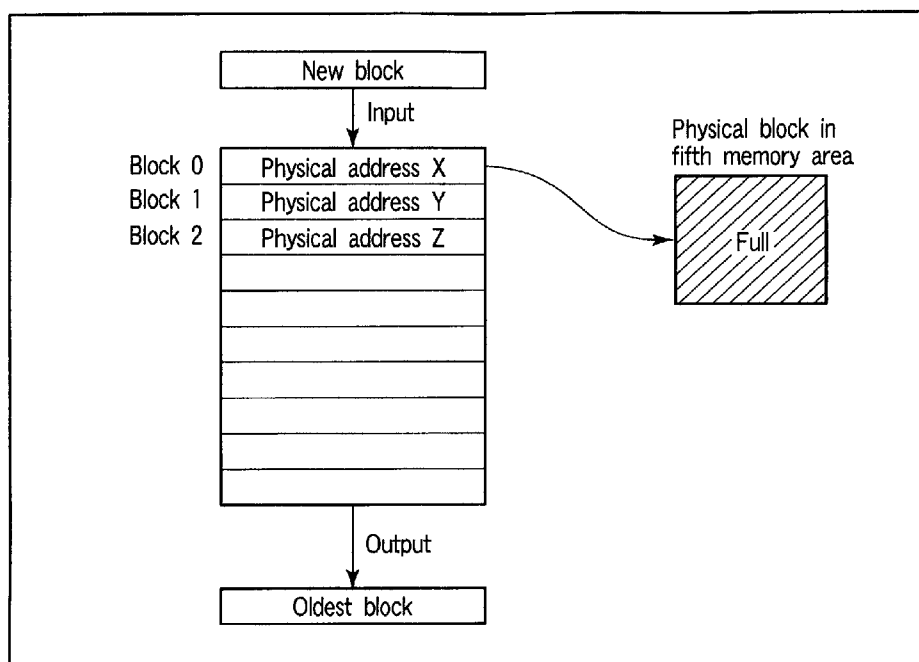 New block
Input
Physical block in
fifth memory area
Block 0 Physical address X
Block 1 Physical address Y
Block 2 Physical address Z
Full
Output
Oldest block